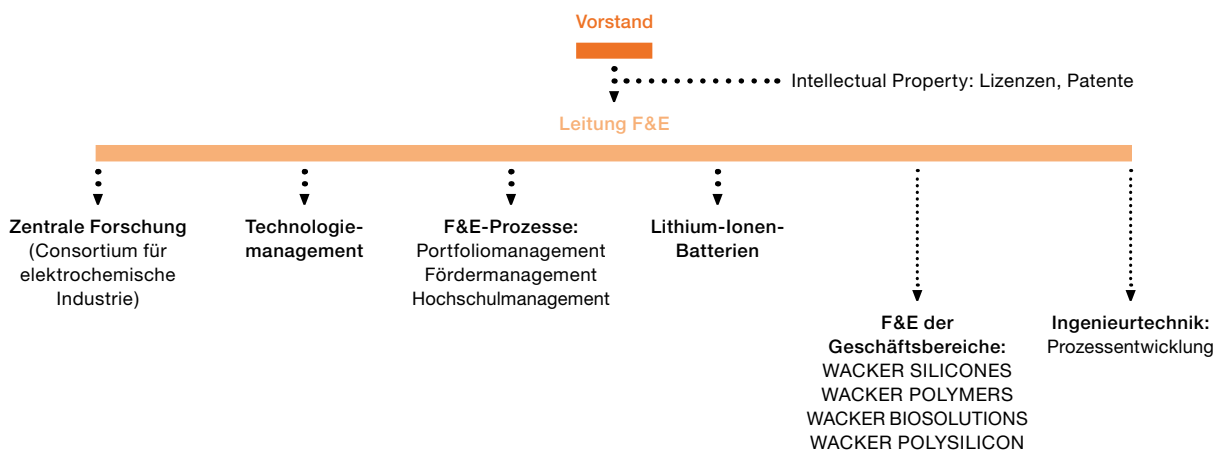 Vorstand
Intellectual Property: Lizenzen, Patente
Leitung F&E
Zentrale Forschung
(Consortium für
elektrochemische
Industrie)
Technologie-
management
F&E-Prozesse:
Portfoliomanagement
Fördermanagement
Hochschulmanagement
Lithium-Ionen-
Batterien
F&E der
Geschäftsbereiche:
WACKER SILICONES
WACKER POLYMERS
WACKER BIOSOLUTIONS
WACKER POLYSILICON
Ingenieurtechnik:
Prozessentwicklung